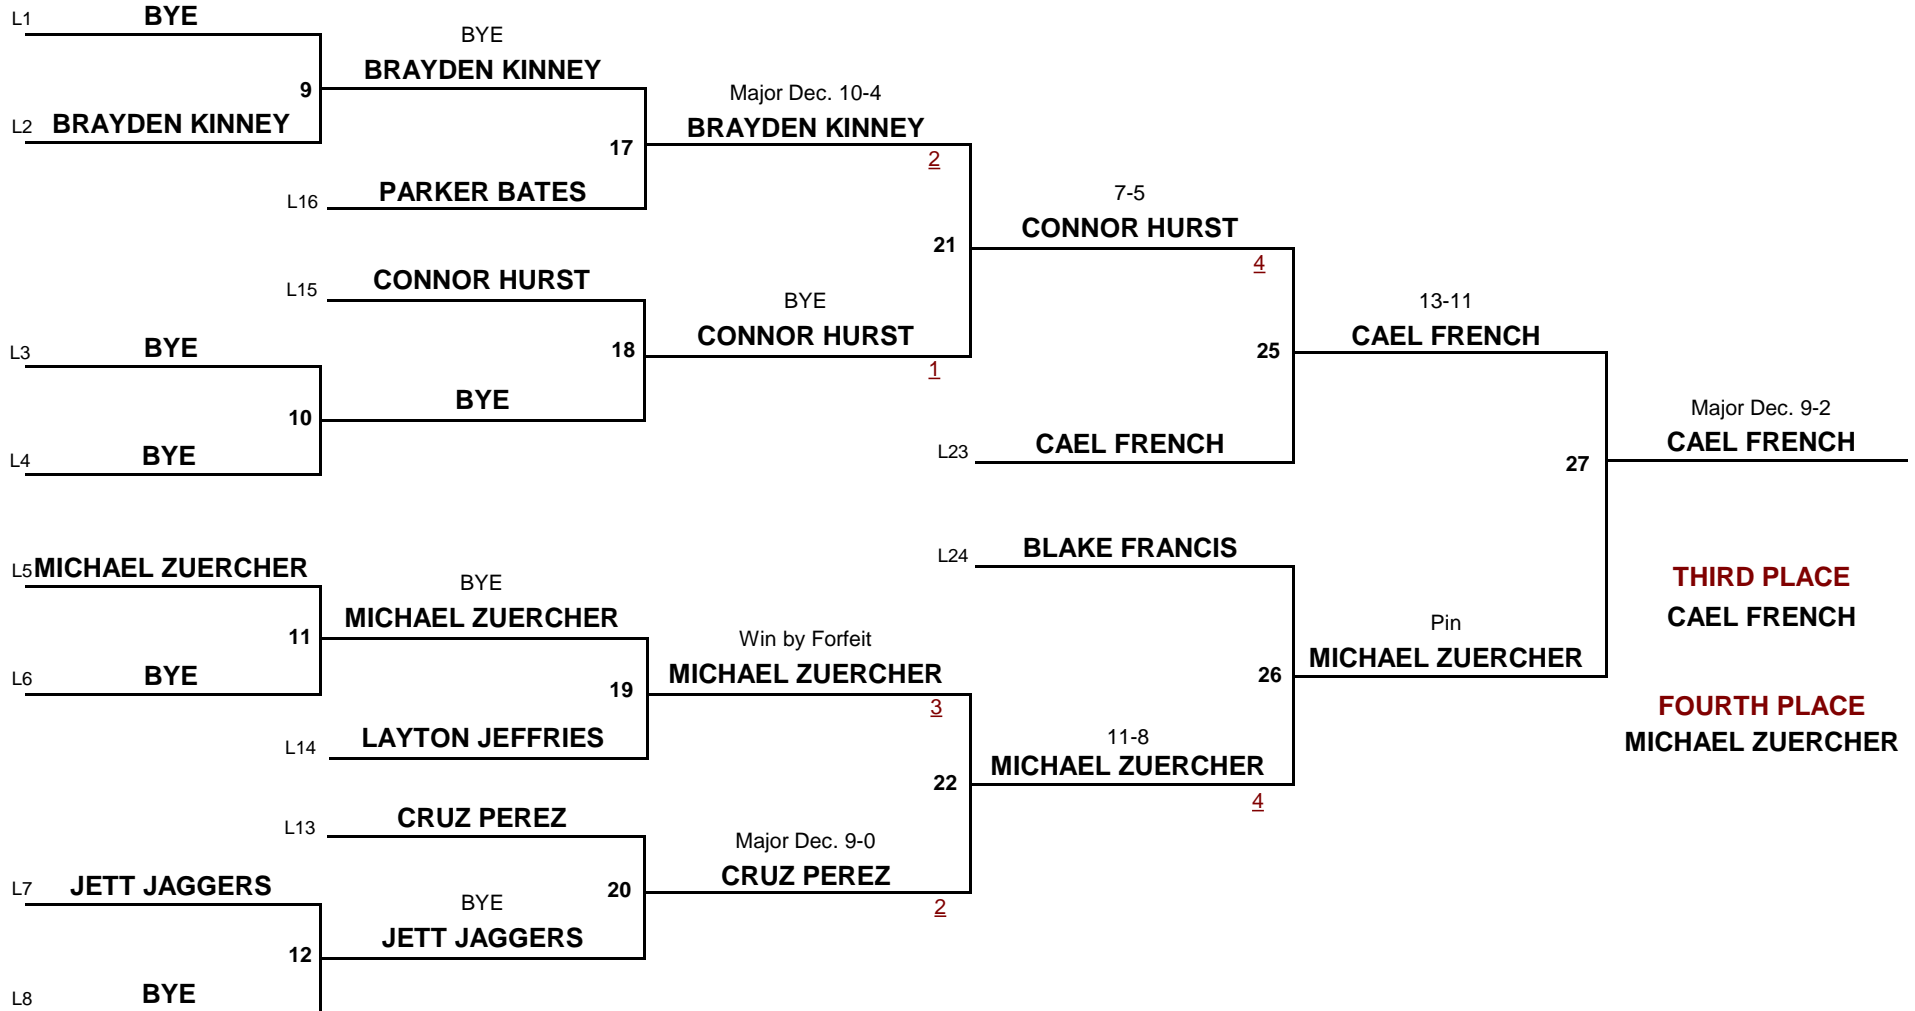 L1 BYE
BYE
BRAYDEN KINNEY
9
Major Dec. 10-4
L2 BRAYDEN KINNEY
BRAYDEN KINNEY
17
2
L16 PARKER BATES
7-5
CONNOR HURST
21
4
L15 CONNOR HURST
BYE
CONNOR HURST
13-11
CAEL FRENCH
L3 BYE
18
1
25
BYE
10
Major Dec. 9-2
CAEL FRENCH
L4 BYE
L23 CAEL FRENCH
27
L24 BLAKE FRANCIS
L5 MICHAEL ZUERCHER
BYE
MICHAEL ZUERCHER
THIRD PLACE
CAEL FRENCH
11
Win by Forfeit
MICHAEL ZUERCHER
Pin
MICHAEL ZUERCHER
L6 BYE
19
3
26
FOURTH PLACE
MICHAEL ZUERCHER
L14 LAYTON JEFFRIES
11-8
MICHAEL ZUERCHER
22
4
L13 CRUZ PEREZ
Major Dec. 9-0
CRUZ PEREZ
L7 JETT JAGGERS
20
2
BYE
JETT JAGGERS
12
L8 BYE